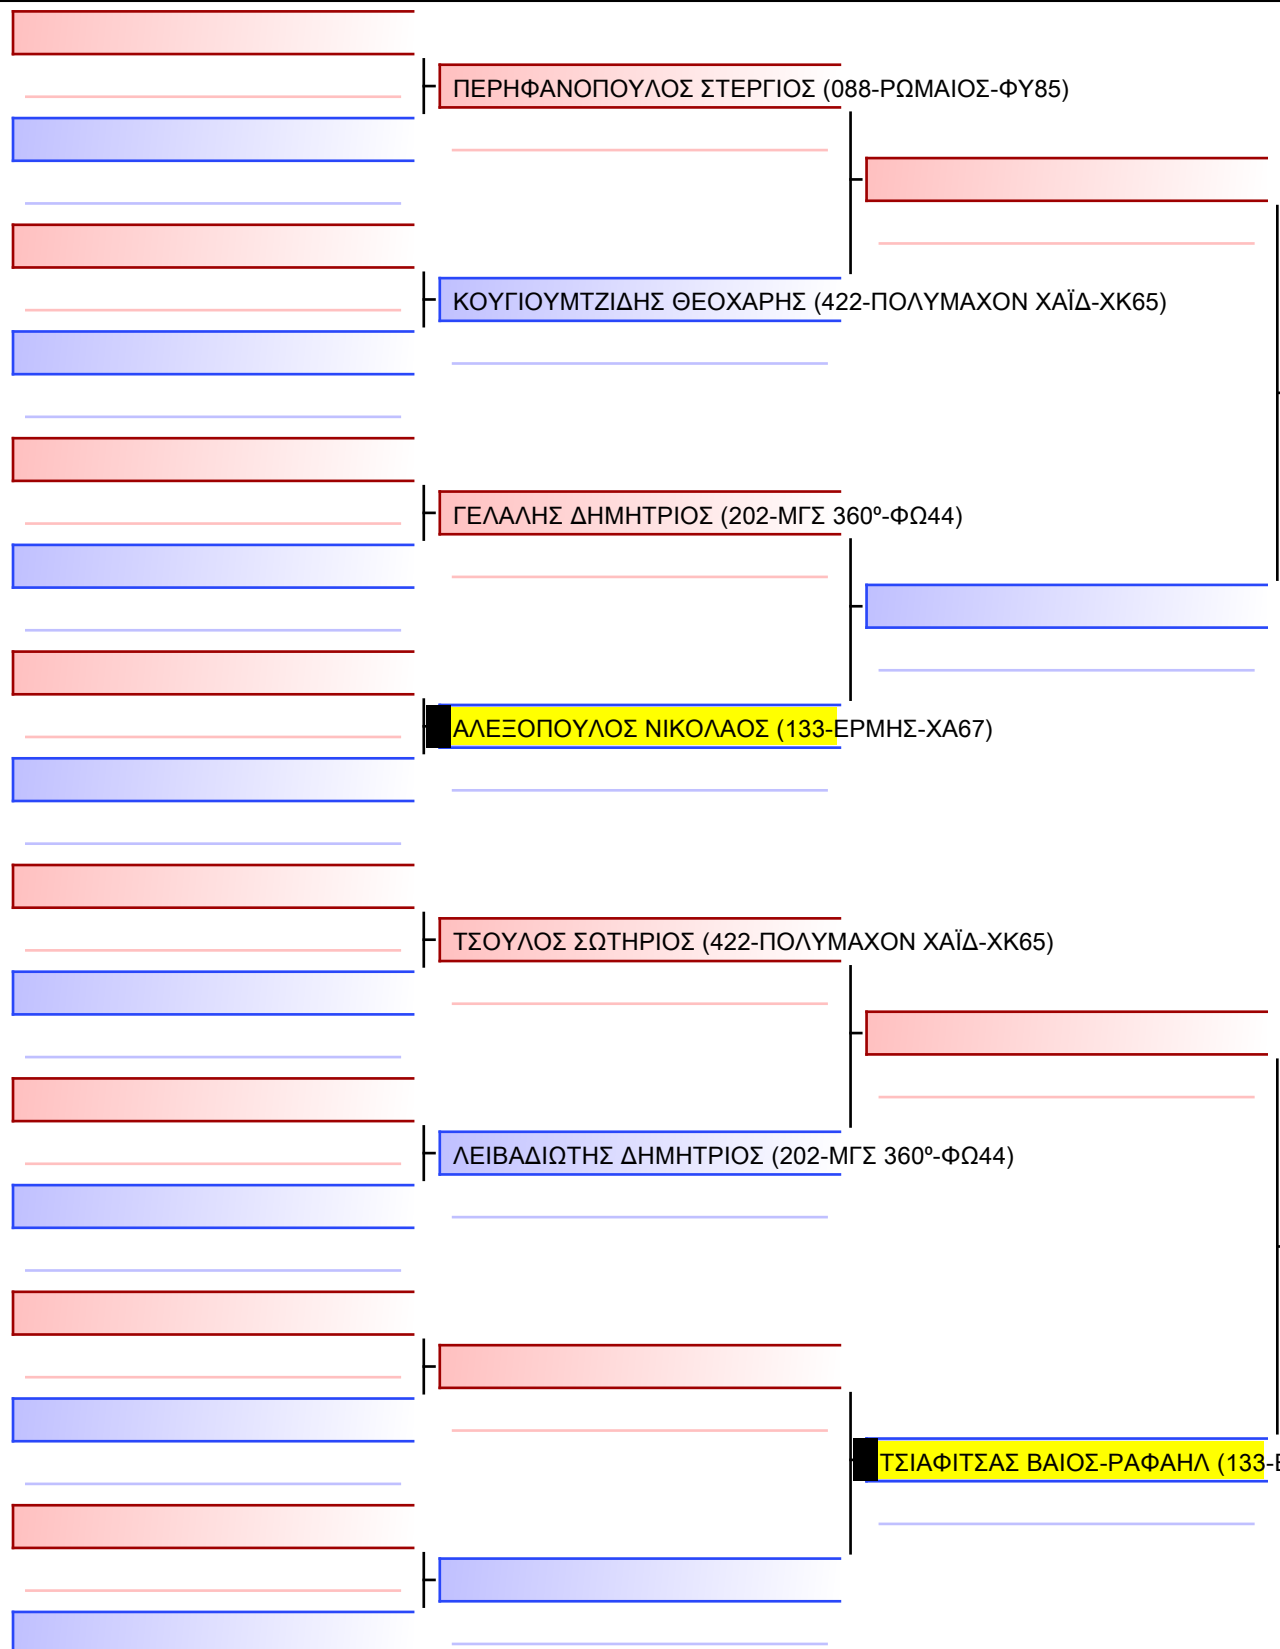 ΠΕΡΗΦΑΝΟΠΟΥΛΟΣ ΣΤΕΡΓΙΟΣ (088-ΡΩΜΑΙΟΣ-ΦΥ85)
ΚΟΥΓΙΟΥΜΤΖΙΔΗΣ ΘΕΟΧΑΡΗΣ (422-ΠΟΛΥΜΑΧΟΝ ΧΑΪΔ-ΧΚ65)
ΓΕΛΑΛΗΣ ΔΗΜΗΤΡΙΟΣ (202-ΜΓΣ 360º-ΦΩ44)
ΑΛΕΞΟΠΟΥΛΟΣ ΝΙΚΟΛΑΟΣ (133-ΕΡΜΗΣ-ΧΑ67)
ΤΣΟΥΛΟΣ ΣΩΤΗΡΙΟΣ (422-ΠΟΛΥΜΑΧΟΝ ΧΑΪΔ-ΧΚ65)
ΛΕΙΒΑΔΙΩΤΗΣ ΔΗΜΗΤΡΙΟΣ (202-ΜΓΣ 360º-ΦΩ44)
ΤΣΙΑΦΙΤΣΑΣ ΒΑΙΟΣ-ΡΑΦΑΗΛ (133-